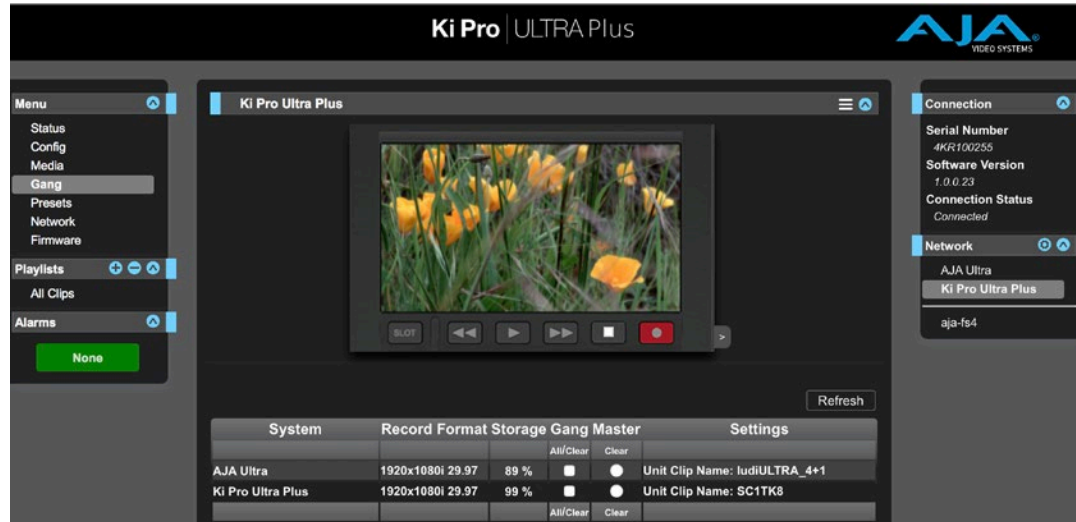 Ki Pro ULTRA Plus
AJA®
VIDEO SYSTEMS
Menu
Status
Config
Media
Gang
Presets
Network
Firmware
Playlists
All Clips
Alarms
None
Ki Pro Ultra Plus
SLOT
>
Refresh
System Record Format Storage Gang Master Settings
All/Clear Clear
AJA Ultra 1920x1080i 29.97 89 % Unit Clip Name: ludiULTRA_4+1
Ki Pro Ultra Plus 1920x1080i 29.97 99 % Unit Clip Name: SC1TK8
All/Clear Clear
Connection
Serial Number
4KR100255
Software Version
1.0.0.23
Connection Status
Connected
Network
AJA Ultra
Ki Pro Ultra Plus
aja-fs4